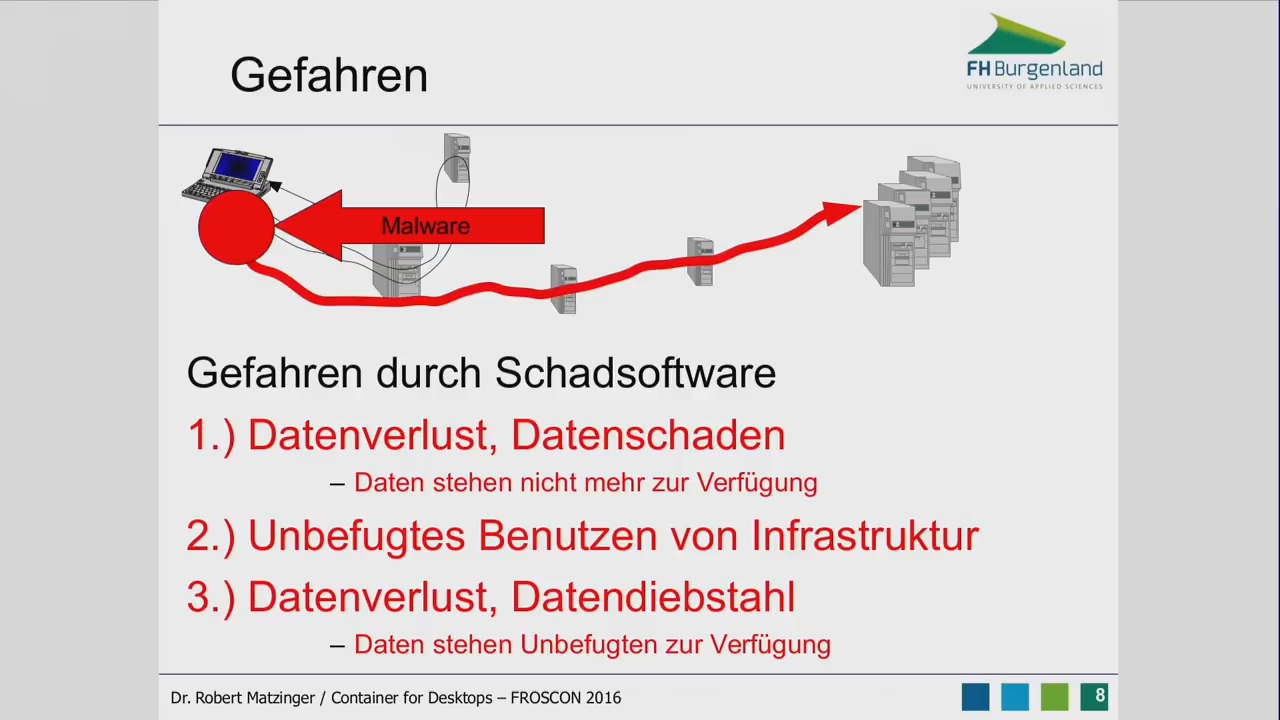 Gefahren
FH Burgenland
UNIVERSITY OF APPLIED SCIENCES
Malware
Gefahren durch Schadsoftware
1.) Datenverlust, Datenschaden
– Daten stehen nicht mehr zur Verfügung
2.) Unbefugtes Benutzen von Infrastruktur
3.) Datenverlust, Datendiebstahl
– Daten stehen Unbefugten zur Verfügung
Dr. Robert Matzinger / Container for Desktops – FROSCON 2016
8